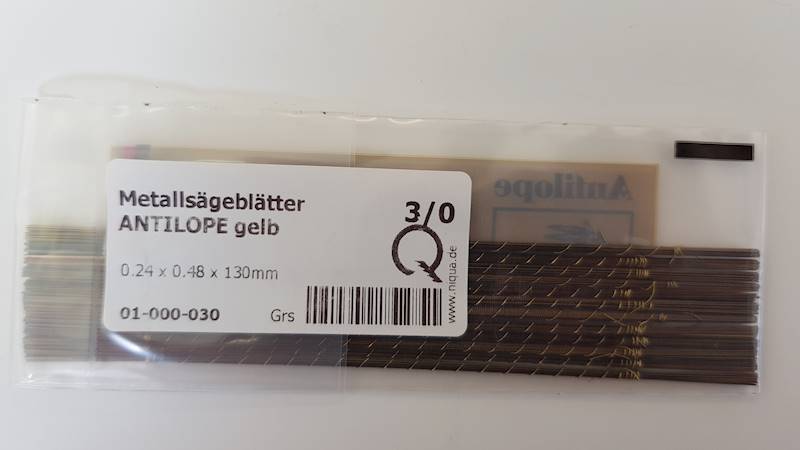 Metallsägeblätter
ANTILOPE gelb
3/0
0.24 x 0.48 x 130mm
www.niqua.de
01-000-030 Grs
Antilope